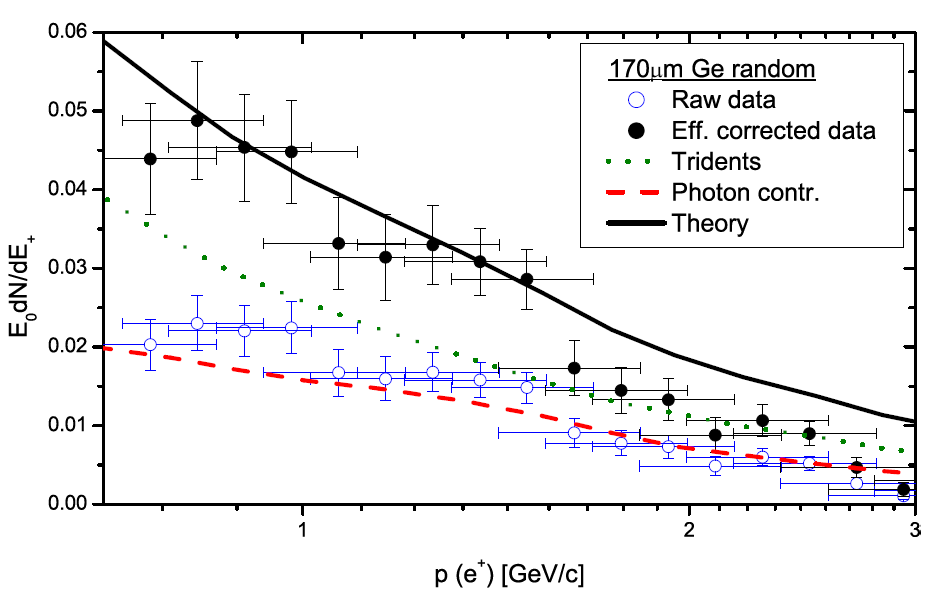 0.06
0.05
0.04
0.03
0.02
0.01
0.00
E0dN/dE+
170μm Ge random
Raw data
Eff. corrected data
Tridents
Photon contr.
Theory
1
2
3
p (e+) [GeV/c]